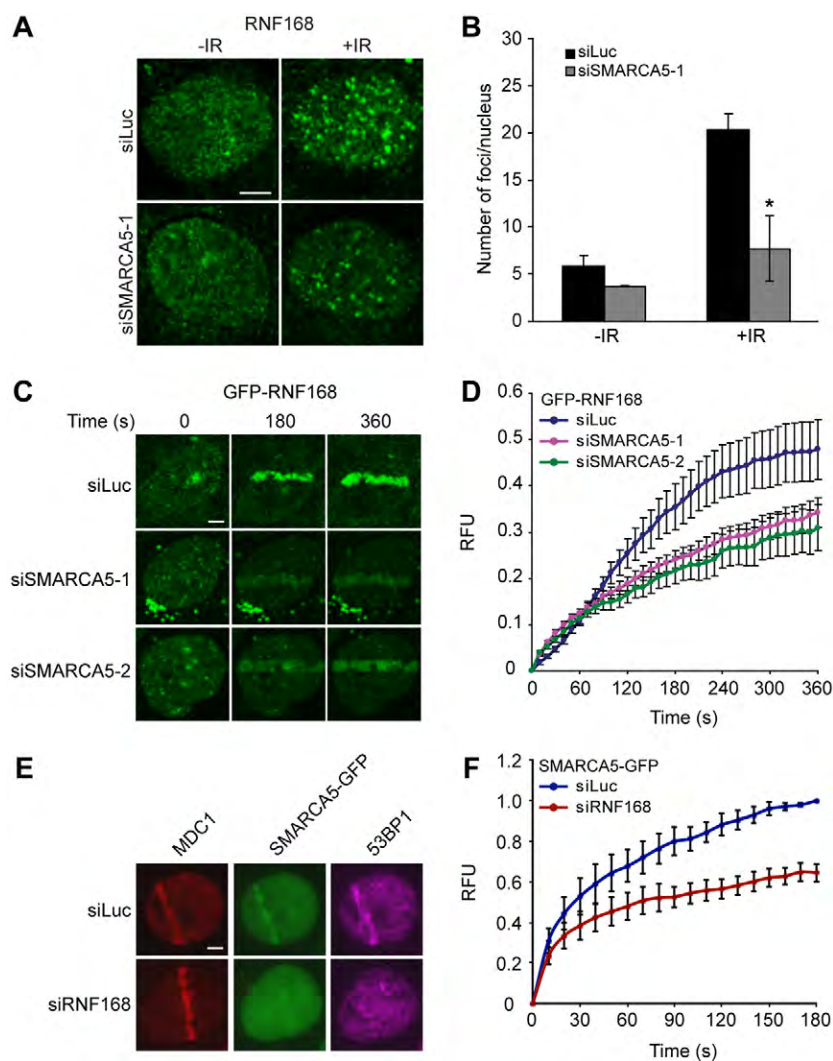 A
RNF168
-IR
+IR
siLuc
siSMARCA5-1
B
Number of foci/nucleus
30
25
20
15
10
5
0
siLuc
siSMARCA5-1
*
-IR
+IR
C
GFP-RNF168
Time (s)
0
180
360
siLuc
siSMARCA5-1
siSMARCA5-2
D
GFP-RNF168
siLuc
siSMARCA5-1
siSMARCA5-2
RFU
0.6
0.5
0.4
0.3
0.2
0.1
0
0 60 120 180 240 300 360
Time (s)
E
MDC1
SMARCA5-GFP
53BP1
siLuc
siRNF168
F
SMARCA5-GFP
siLuc
siRNF168
RFU
1.2
1.0
0.8
0.6
0.4
0.2
0
0 30 60 90 120 150 180
Time (s)